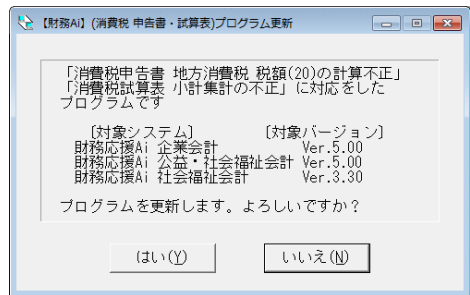 【財務Ai】(消費税 申告書・試算表)プログラム更新
「消費税申告書 地方消費税 税額(20)の計算不正」
「消費税試算表 小計集計の不正」に対応をした
プログラムです
〔対象システム〕 〔対象バージョン〕
財務応援Ai 企業会計 Ver.5.00
財務応援Ai 公益・社会福祉会計 Ver.5.00
財務応援Ai 社会福祉会計 Ver.3.30
プログラムを更新します。よろしいですか？
はい(Y) いいえ(N)